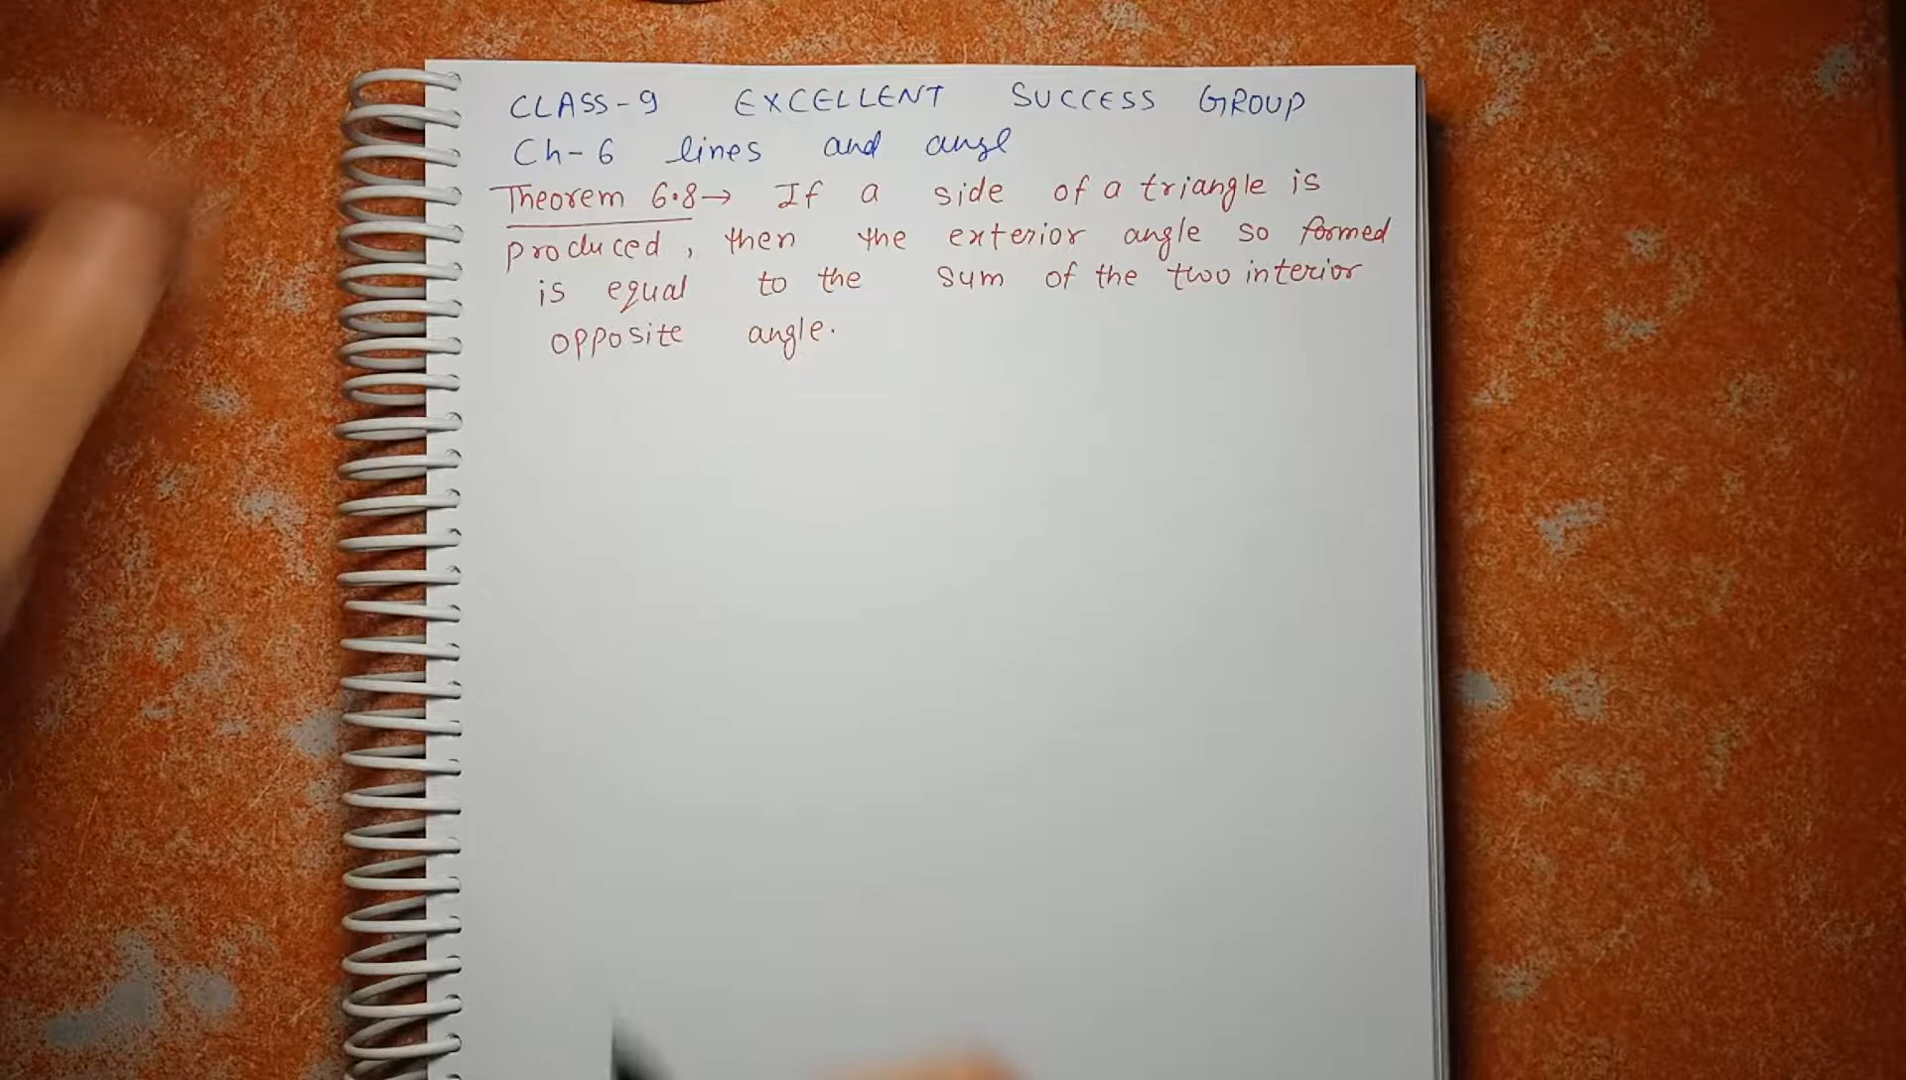 CLASS-9 EXCELLENT SUCCESS GROUP
Ch-6 lines and angl
Theorem 6.8→ If a side of a triangle is
produced, then the exterior angle so formed
is equal to the sum of the two interior
opposite angle.